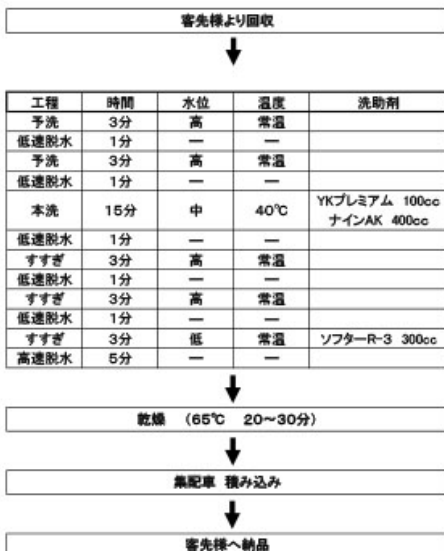 客先様より回収
工程 時間 水位 温度 洗助剤
予洗 3分 高 常温
低速脱水 1分 — —
予洗 3分 高 常温
低速脱水 1分 — —
本洗 15分 中 40℃ YKプレミアム 100cc
ナインAK 400cc
低速脱水 1分 — —
すすぎ 3分 高 常温
低速脱水 1分 — —
すすぎ 3分 高 常温
低速脱水 1分 — —
すすぎ 3分 低 常温 ソフターR-3 300cc
高速脱水 5分 — —
乾燥 (65℃ 20～30分)
集配車 積み込み
客先様へ納品